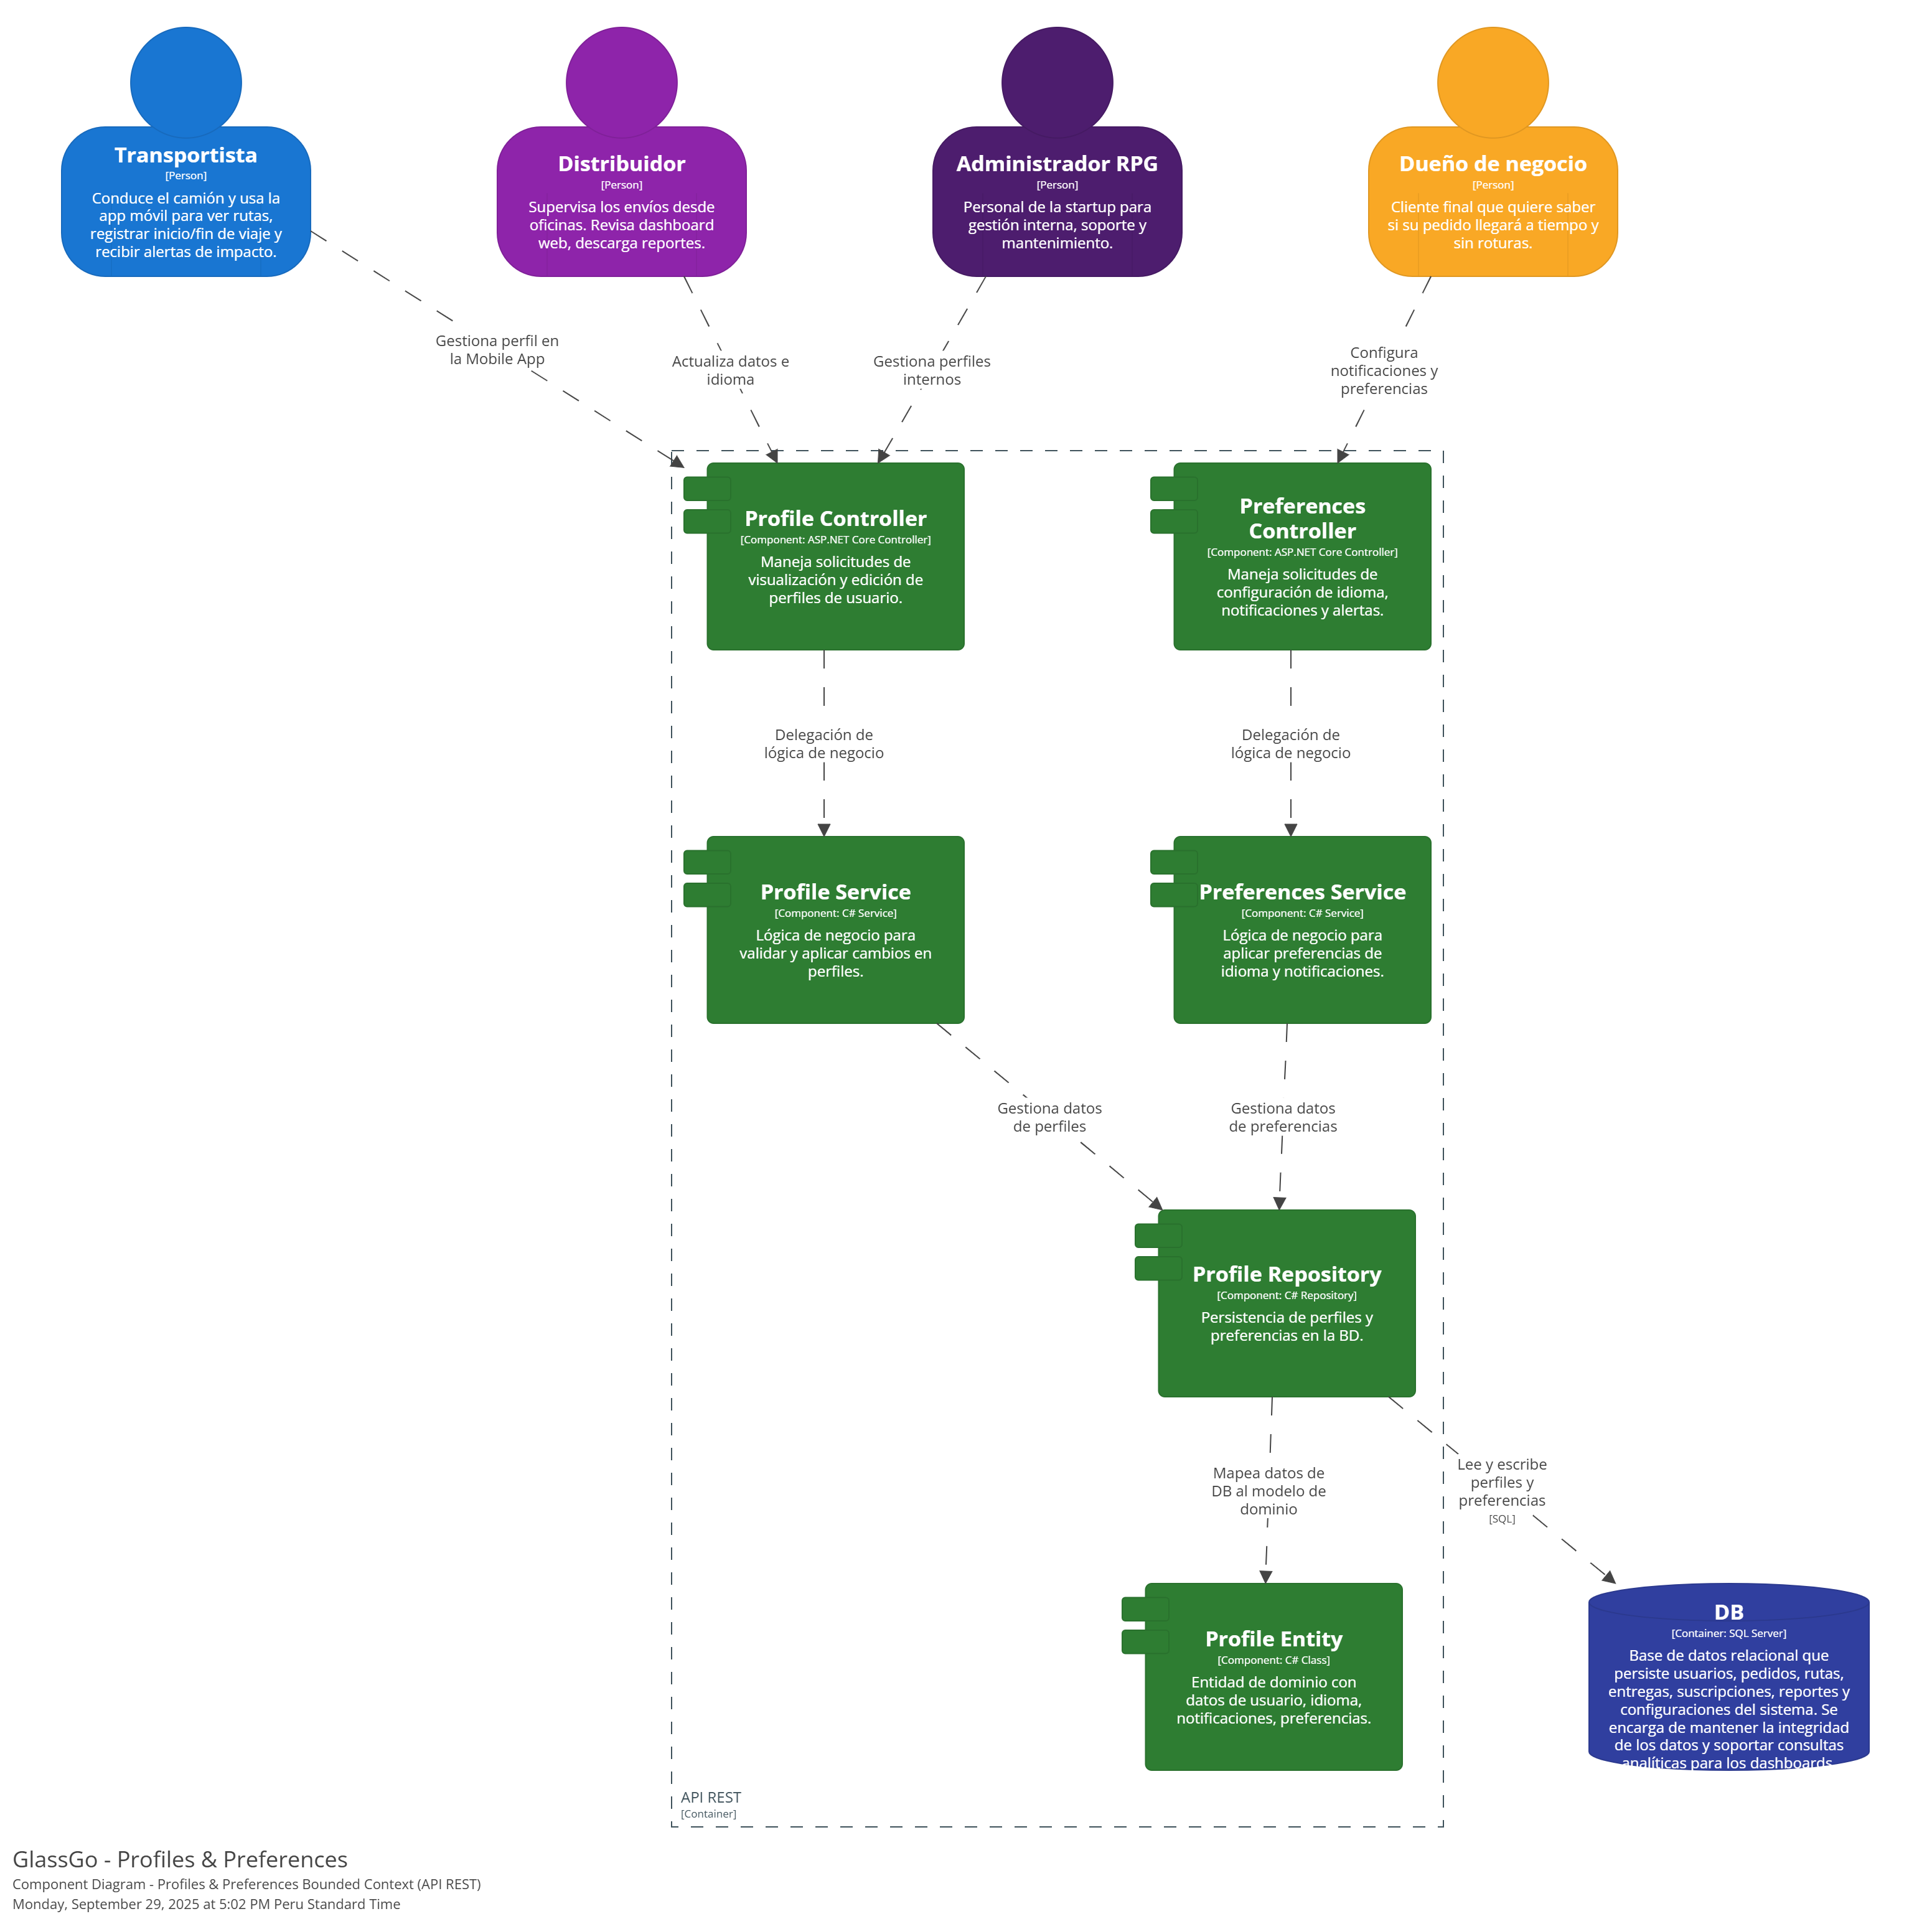 Transportista
[Person]
Conduce el camión y usa la
app móvil para ver rutas,
registrar inicio/fin de viaje y
recibir alertas de impacto.
Distribuidor
[Person]
Supervisa los envíos desde
oficinas. Revisa dashboard
web, descarga reportes.
Administrador RPG
[Person]
Personal de la startup para
gestión interna, soporte y
mantenimiento.
Dueño de negocio
[Person]
Cliente final que quiere saber
si su pedido llegará a tiempo y
sin roturas.
Gestiona perfil en
la Mobile App
Actualiza datos e
idioma
Gestiona perfiles
internos
Configura
notificaciones y
preferencias
Profile Controller
[Component: ASP.NET Core Controller]
Maneja solicitudes de
visualización y edición de
perfiles de usuario.
Preferences
Controller
[Component: ASP.NET Core Controller]
Maneja solicitudes de
configuración de idioma,
notificaciones y alertas.
Delegación de
lógica de negocio
Delegación de
lógica de negocio
Profile Service
[Component: C# Service]
Lógica de negocio para
validar y aplicar cambios en
perfiles.
Preferences Service
[Component: C# Service]
Lógica de negocio para
aplicar preferencias de
idioma y notificaciones.
Gestiona datos
de perfiles
Gestiona datos
de preferencias
Profile Repository
[Component: C# Repository]
Persistencia de perfiles y
preferencias en la BD.
Mapea datos de
DB al modelo de
dominio
Lee y escribe
perfiles y
preferencias
[SQL]
Profile Entity
[Component: C# Class]
Entidad de dominio con
datos de usuario, idioma,
notificaciones, preferencias.
DB
[Container: SQL Server]
Base de datos relacional que
persiste usuarios, pedidos, rutas,
entregas, suscripciones, reportes y
configuraciones del sistema. Se
encarga de mantener la integridad
de los datos y soportar consultas
analíticas para los dashboards.
API REST
[Container]
GlassGo - Profiles & Preferences
Component Diagram - Profiles & Preferences Bounded Context (API REST)
Monday, September 29, 2025 at 5:02 PM Peru Standard Time